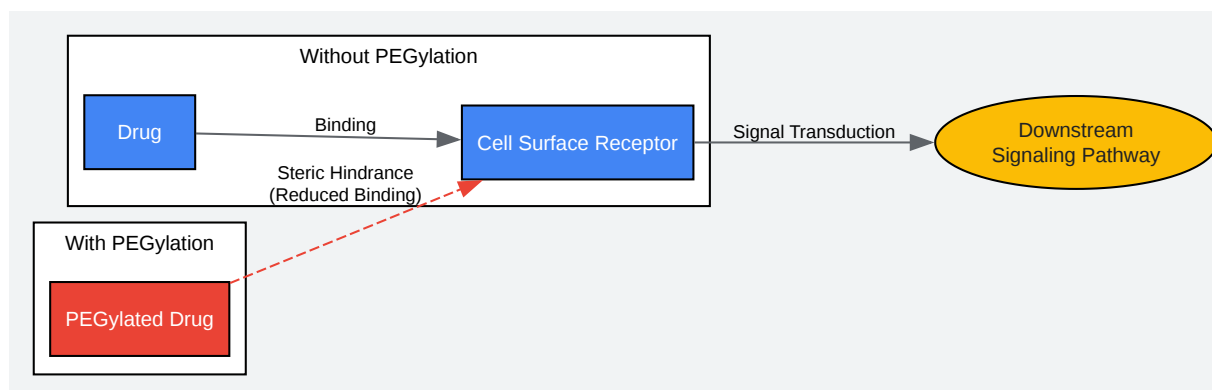 Without PEGylation
Drug
Binding
Cell Surface Receptor
Signal Transduction
Downstream
Signaling Pathway
Steric Hindrance
(Reduced Binding)
With PEGylation
PEGylated Drug